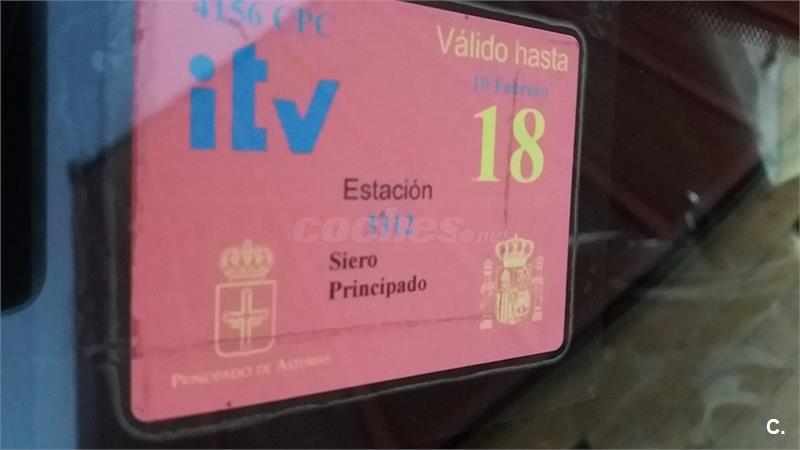 4156 CPC
Válido hasta
10 Febrero
itv
18
Estación
3312
coches.net
Siero
Principado
PRINCIPADO DE ASTURIAS
C.